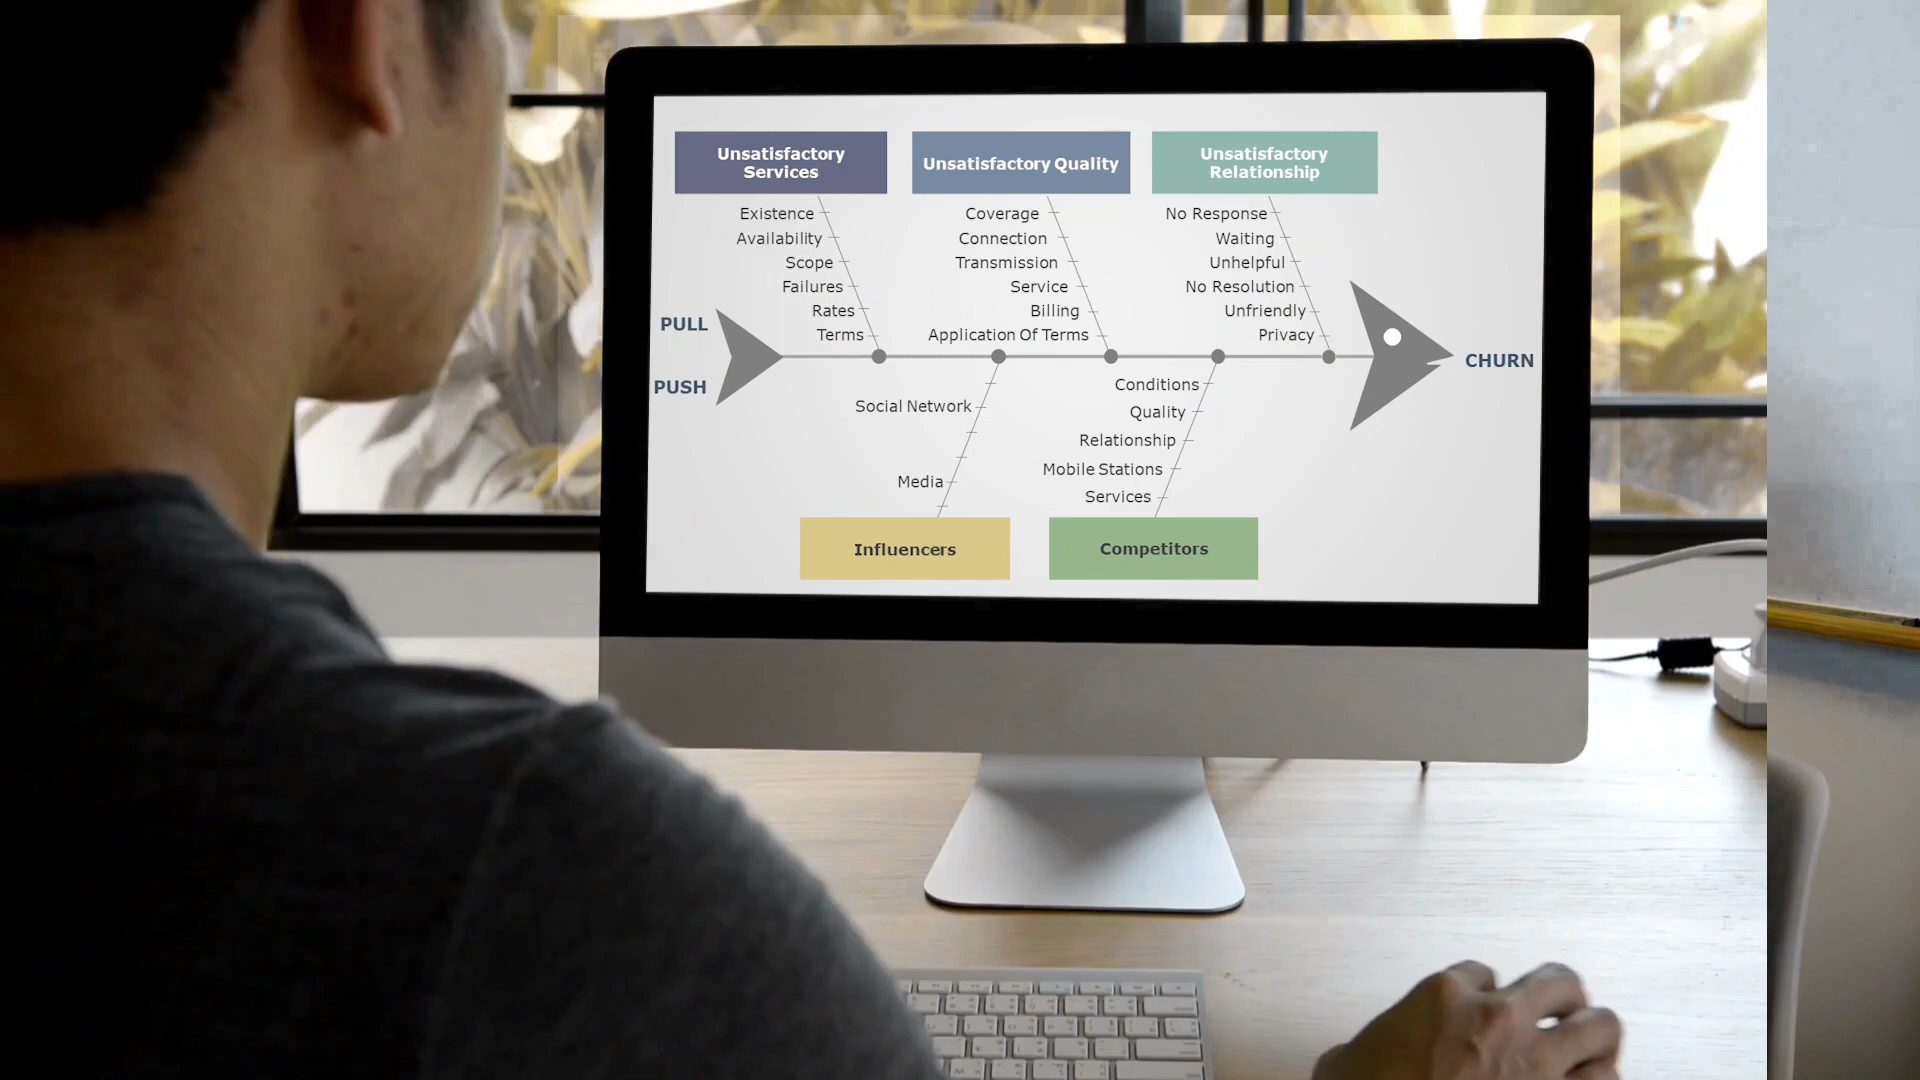 Unsatisfactory
Services
Unsatisfactory Quality
Unsatisfactory
Relationship
Existence
Availability
Scope
Failures
Rates
Terms
Coverage
Connection
Transmission
Service
Billing
Application Of Terms
No Response
Waiting
Unhelpful
No Resolution
Unfriendly
Privacy
PULL
PUSH
CHURN
Social Network
Media
Conditions
Quality
Relationship
Mobile Stations
Services
Influencers
Competitors